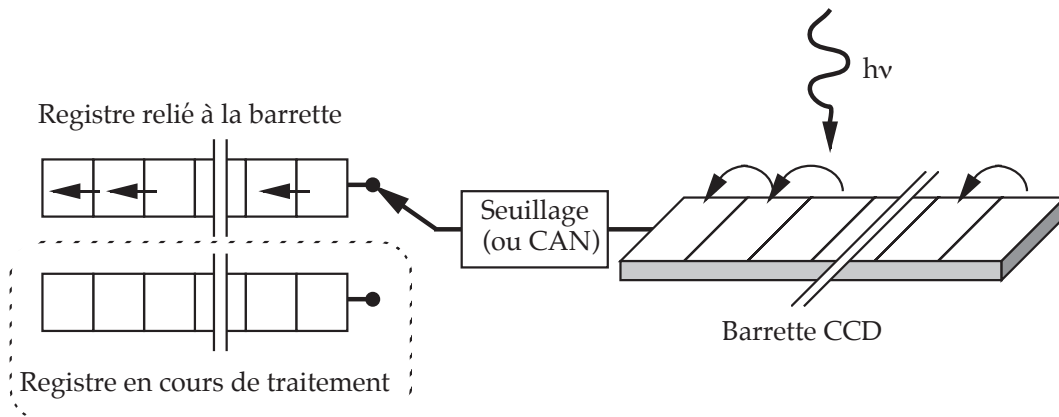 hν
Registre relié à la barrette
Seuillage
(ou CAN)
Barrette CCD
Registre en cours de traitement